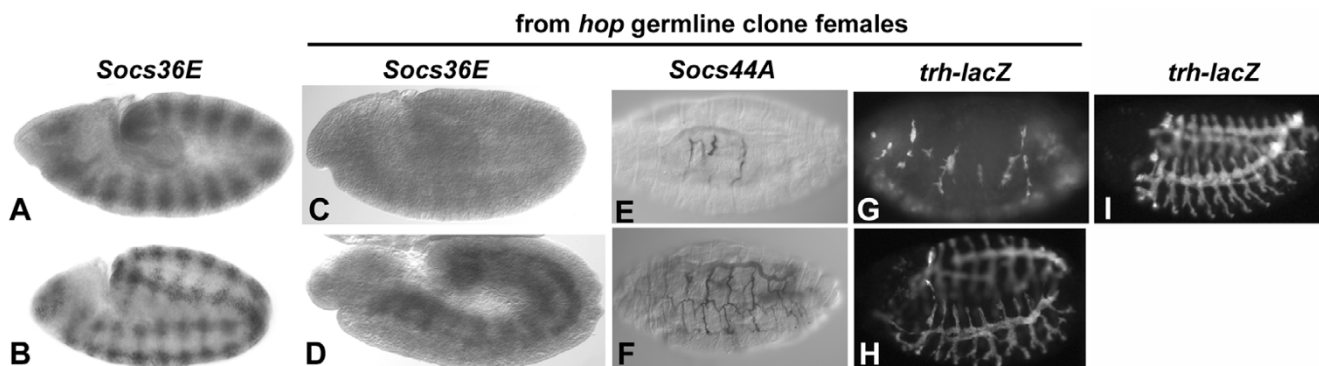 from hop germline clone females
Socs36E Socs36E Socs44A trh-lacZ trh-lacZ
A C E G I
B D F H